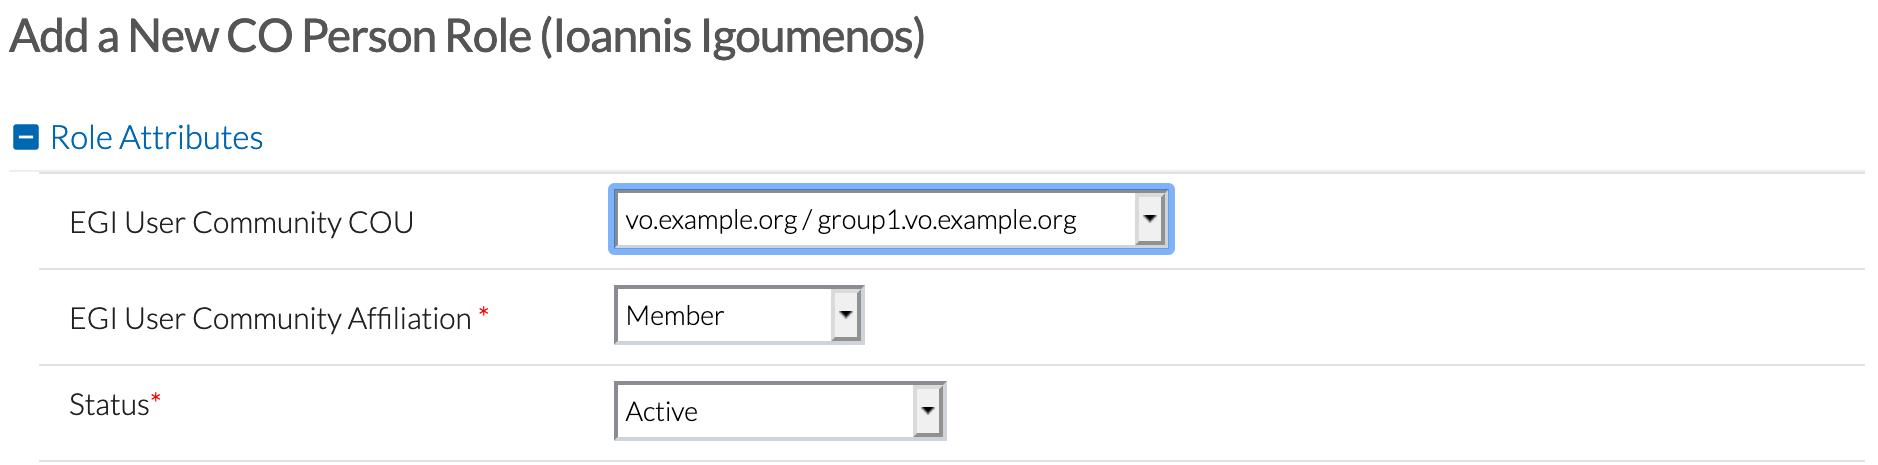 Add a New CO Person Role (Ioannis Igoumenos)
Role Attributes
EGI User Community COU
vo.example.org / group1.vo.example.org
EGI User Community Affiliation *
Member
Status*
Active